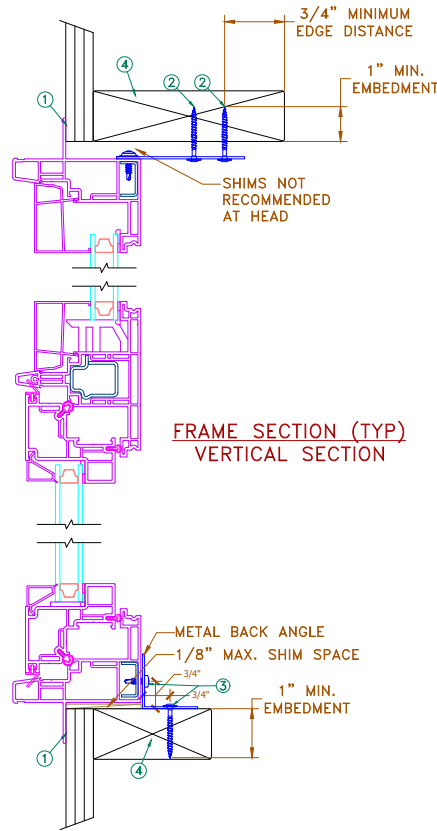 3/4” MINIMUM
EDGE DISTANCE
4
2
2
1” MIN.
EMBEDMENT
1
SHIMS NOT
RECOMMENDED
AT HEAD
FRAME SECTION (TYP)
VERTICAL SECTION
METAL BACK ANGLE
1/8” MAX. SHIM SPACE
3/4"
3
3/4"
1” MIN.
EMBEDMENT
1
4